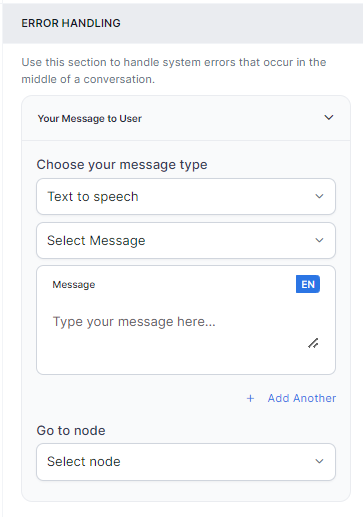 ERROR HANDLING
Use this section to handle system errors that occur in the
middle of a conversation.
Your Message to User
Choose your message type
Text to speech
Select Message
Message
EN
Type your message here...
+ Add Another
Go to node
Select node